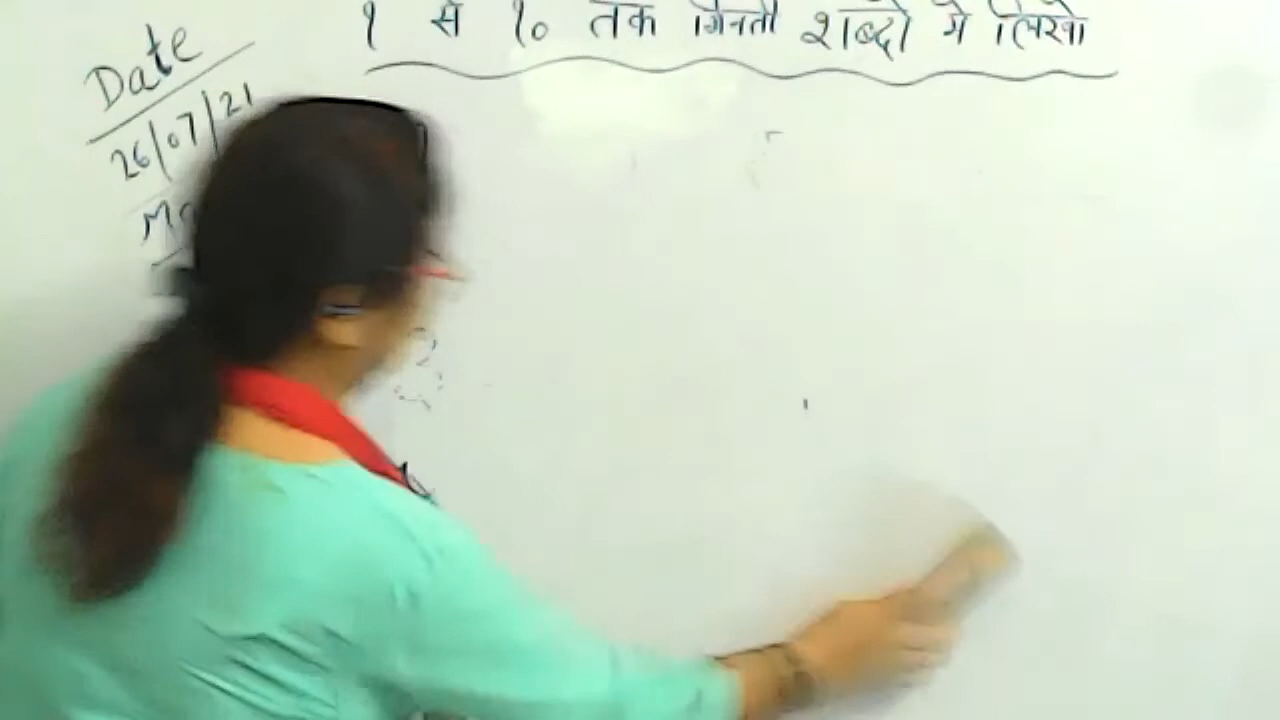 १ से १० तक गिनती शब्दो मे लिखो
Date
26/07/21